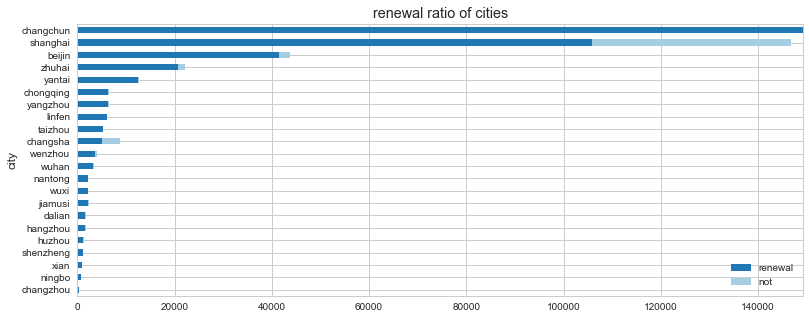 renewal ratio of cities
changchun
shanghai
beijin
zhuhai
yantai
chongqing
yangzhou
linfen
taizhou
changsha
wenzhou
wuhan
nantong
wuxi
jiamusi
dalian
hangzhou
huzhou
shenzheng
xian
ningbo
changzhou
city
renewal
not
0 20000 40000 60000 80000 100000 120000 140000